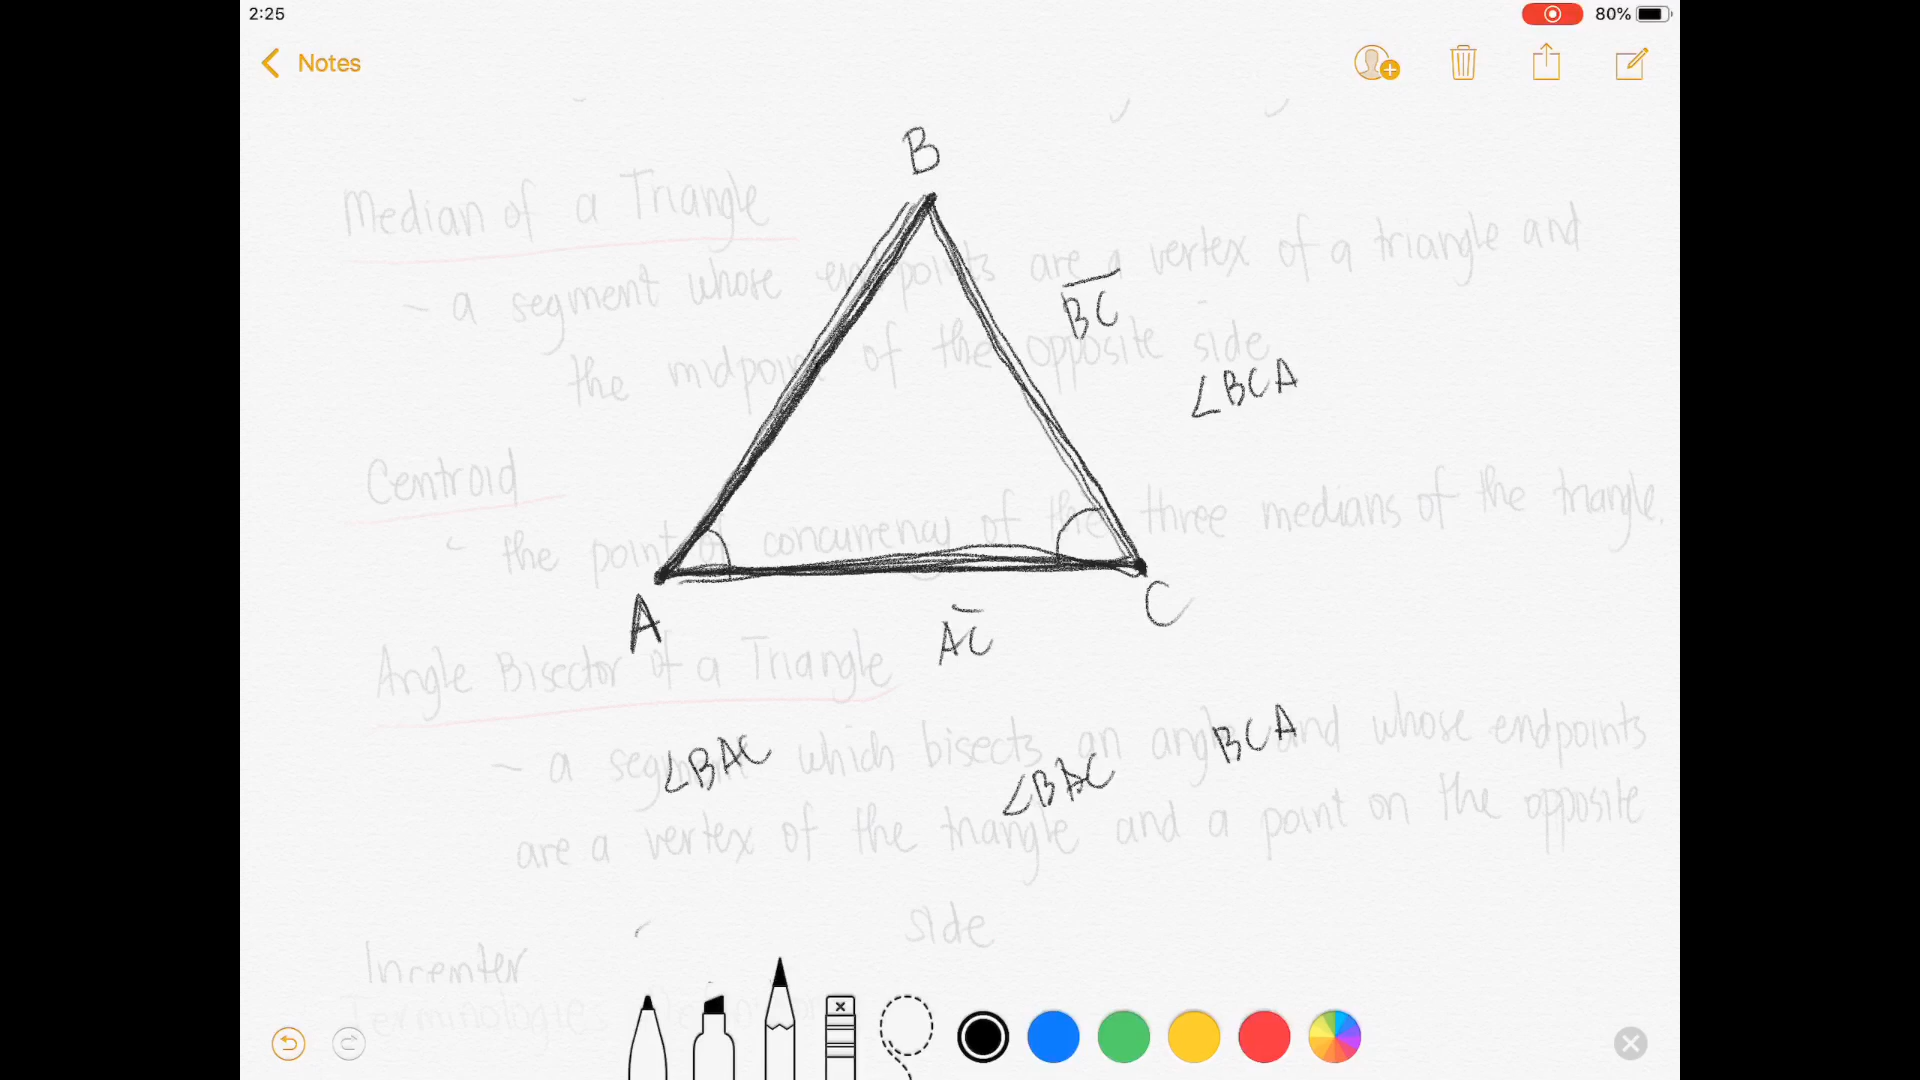 2:25
80%
Notes
B
Median of a Triangle
- a segment whose endpoints are a vertex of a triangle and
BC
the midpoint of the opposite side
∠BCA
Centroid
- the point of concurrency of the three medians of the triangle.
A
C
AC
Angle Bisector of a Triangle
∠BAC
∠BAC
BCA
- a segment which bisects an angle and whose endpoints
are a vertex of the triangle and a point on the opposite
side
Incenter
Terminologies